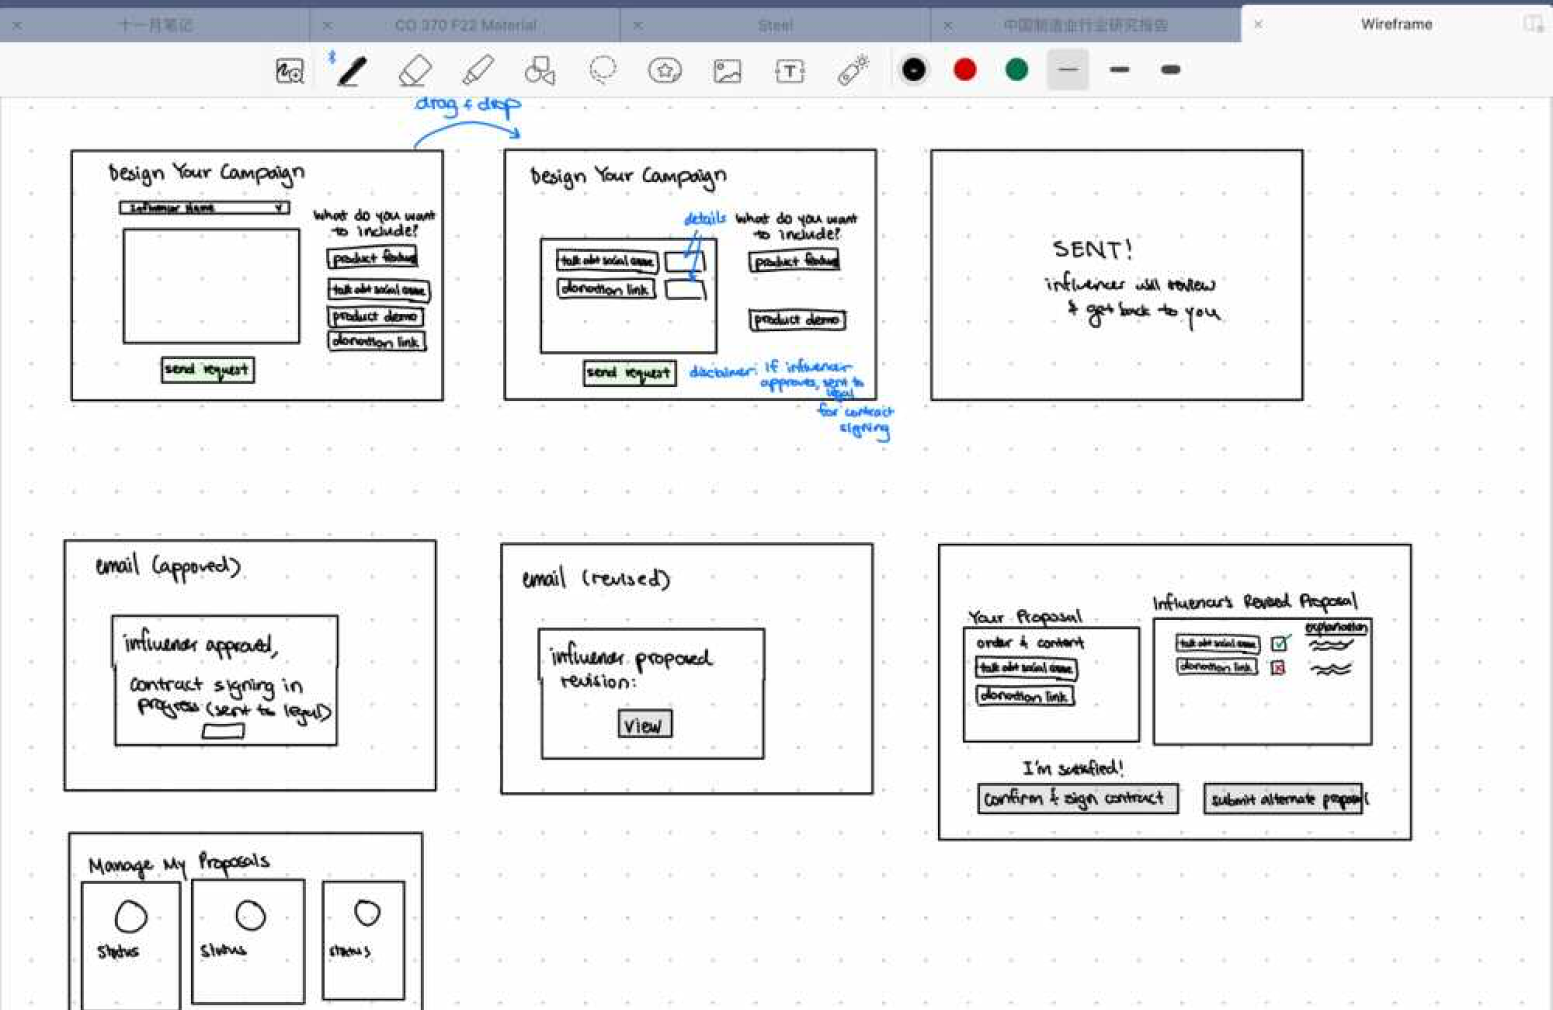 十一月笔记
CO 370 F22 Material
Steel
中国制造业行业研究报告
Wireframe
drag & drop
Design Your Campaign
Influencer Name
What do you want
to include?
product feature
talk abt social cause
product demo
donation link
send request
Design Your Campaign
details
What do you want
to include?
talk abt social cause
donation link
product feature
product demo
send request
disclaimer: If influencer
approves, sent to
legal
for contract
signing
SENT!
influencer will review
& get back to you
email (approved)
influencer approved,
contract signing in
progress (sent to legal)
email (revised)
influencer proposed
revision:
View
Your Proposal
order & content
talk abt social cause
donation link
Influencer's Revised Proposal
explanation
talk abt social cause
donation link
I'm satisfied!
confirm & sign contract
submit alternate proposal
Manage My Proposals
Status
Status
Status